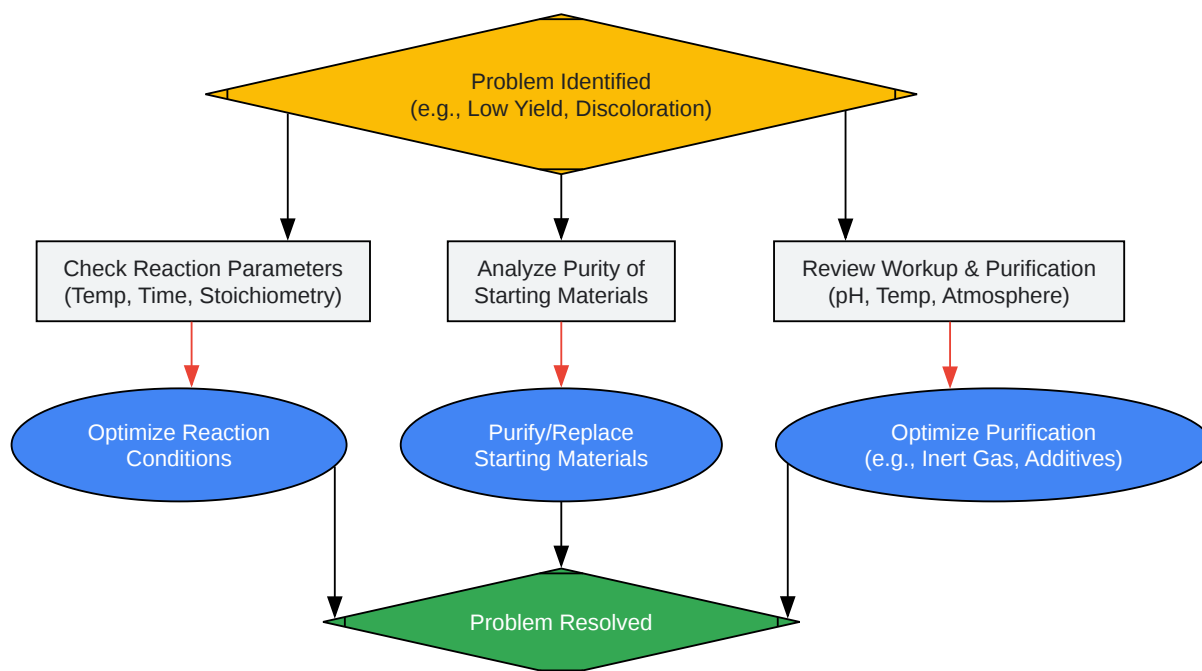 Problem Identified
(e.g., Low Yield, Discoloration)
Check Reaction Parameters
(Temp, Time, Stoichiometry)
Analyze Purity of
Starting Materials
Review Workup & Purification
(pH, Temp, Atmosphere)
Optimize Reaction
Conditions
Purify/Replace
Starting Materials
Optimize Purification
(e.g., Inert Gas, Additives)
Problem Resolved